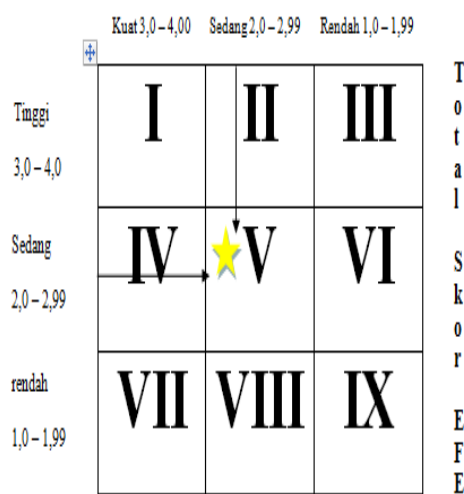 Kuat 3,0 – 4,00 Sedang 2,0 – 2,99 Rendah 1,0 – 1,99
Tinggi
3,0 – 4,0
I II III
Sedang
2,0 – 2,99
IV V VI
rendah
1,0 – 1,99
VII VIII IX
T
o
t
a
l
S
k
o
r
E
F
E